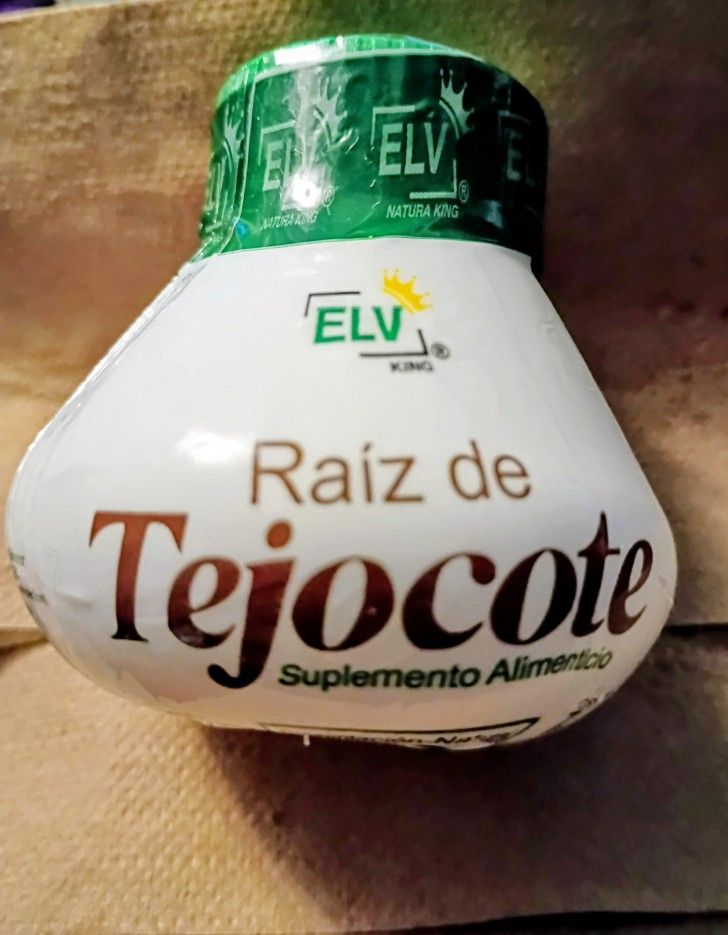 ELV ELV
NATURA KING NATURA KING
ELV®
KING
Raíz de
Tejocote
Suplemento Alimenticio